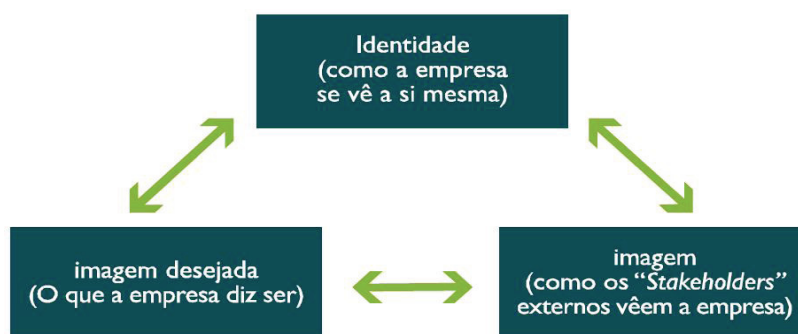 Identidade
(como a empresa
se vê a si mesma)
imagem desejada
(O que a empresa diz ser)
imagem
(como os “Stakeholders”
externos vêem a empresa)